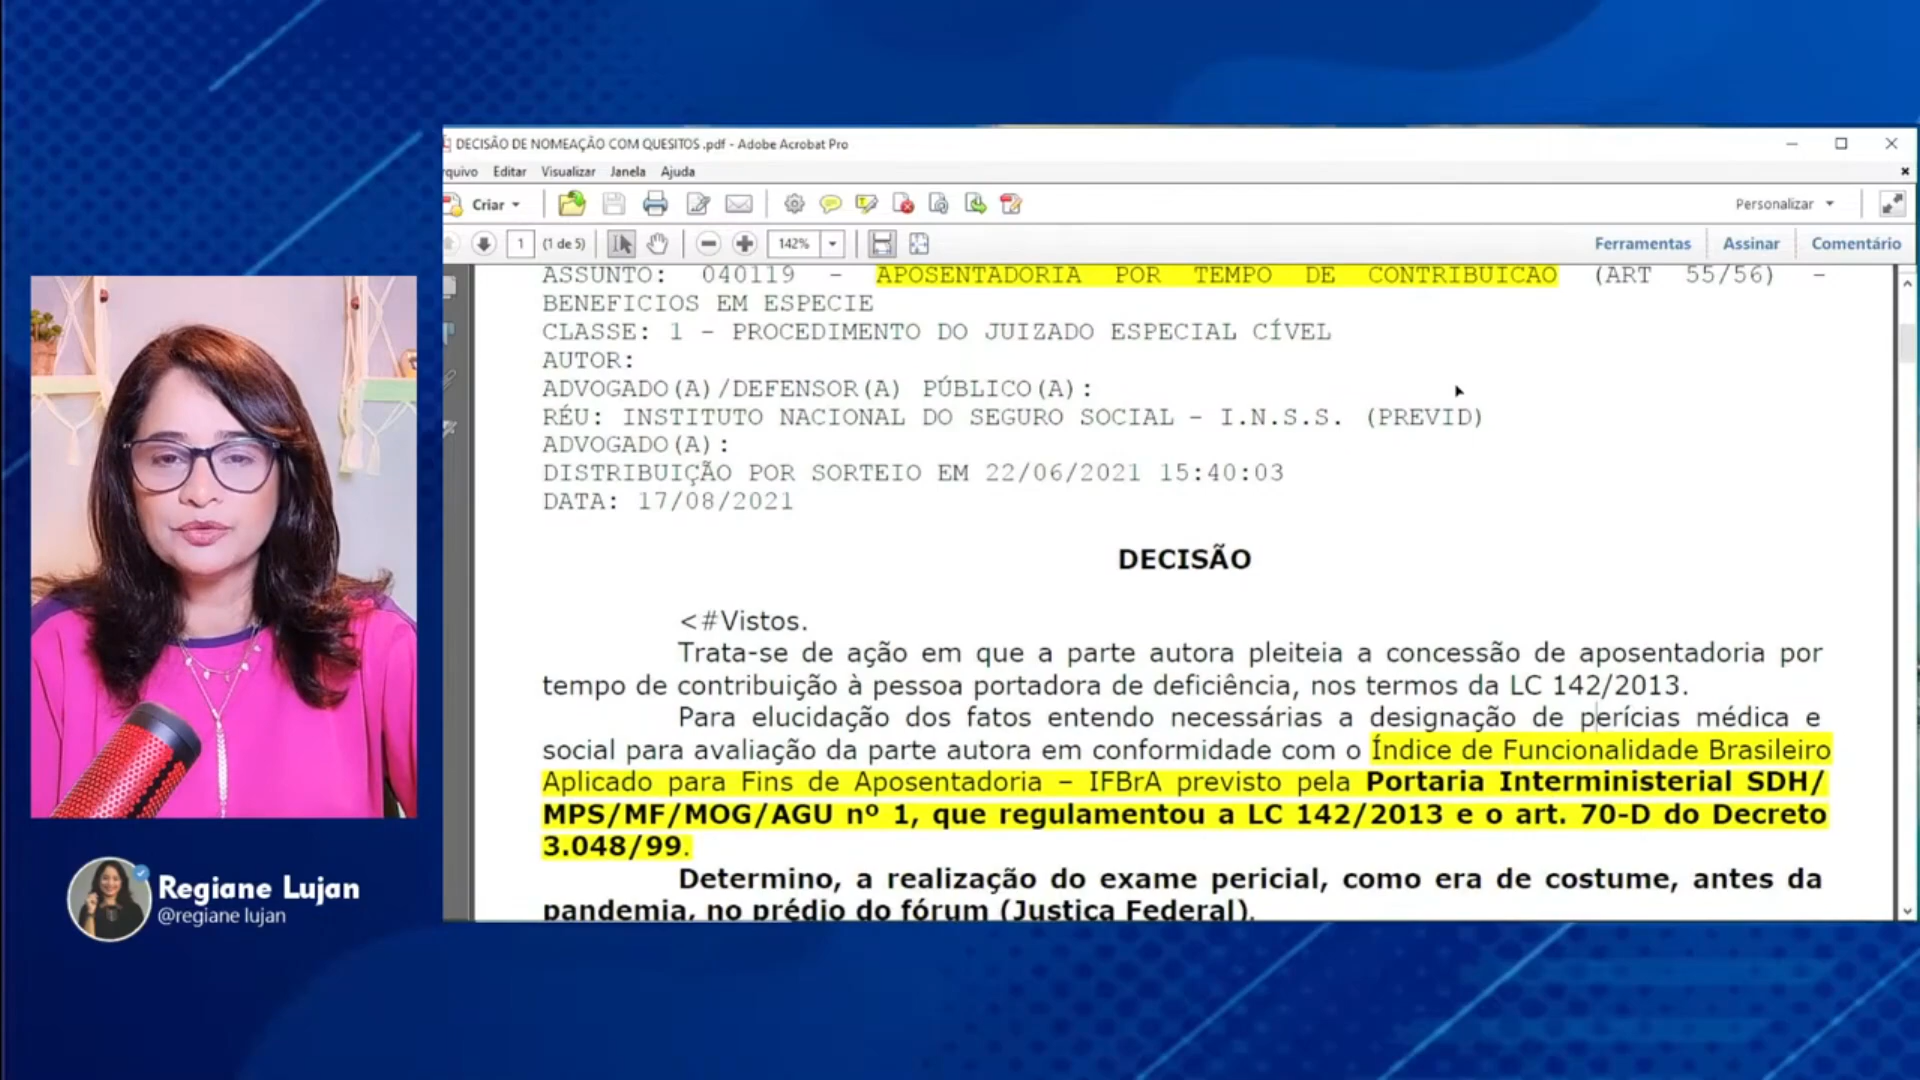 DECISÃO DE NOMEAÇÃO COM QUESITOS .pdf - Adobe Acrobat Pro
Editar Visualizar Janela Ajuda
Criar
Personalizar
1 (1 de 5) 142%
Ferramentas Assinar Comentário
ASSUNTO: 040119 - APOSENTADORIA POR TEMPO DE CONTRIBUICAO (ART 55/56) -
BENEFICIOS EM ESPECIE
CLASSE: 1 - PROCEDIMENTO DO JUIZADO ESPECIAL CÍVEL
AUTOR:
ADVOGADO(A)/DEFENSOR(A) PÚBLICO(A):
RÉU: INSTITUTO NACIONAL DO SEGURO SOCIAL - I.N.S.S. (PREVID)
ADVOGADO(A):
DISTRIBUIÇÃO POR SORTEIO EM 22/06/2021 15:40:03
DATA: 17/08/2021
DECISÃO
<#Vistos.
Trata-se de ação em que a parte autora pleiteia a concessão de aposentadoria por
tempo de contribuição à pessoa portadora de deficiência, nos termos da LC 142/2013.
Para elucidação dos fatos entendo necessárias a designação de perícias médica e
social para avaliação da parte autora em conformidade com o Índice de Funcionalidade Brasileiro
Aplicado para Fins de Aposentadoria – IFBrA previsto pela Portaria Interministerial SDH/
MPS/MF/MOG/AGU nº 1, que regulamentou a LC 142/2013 e o art. 70-D do Decreto
3.048/99.
Determino, a realização do exame pericial, como era de costume, antes da
pandemia, no prédio do fórum (Justiça Federal).
Regiane Lujan
@regiane lujan